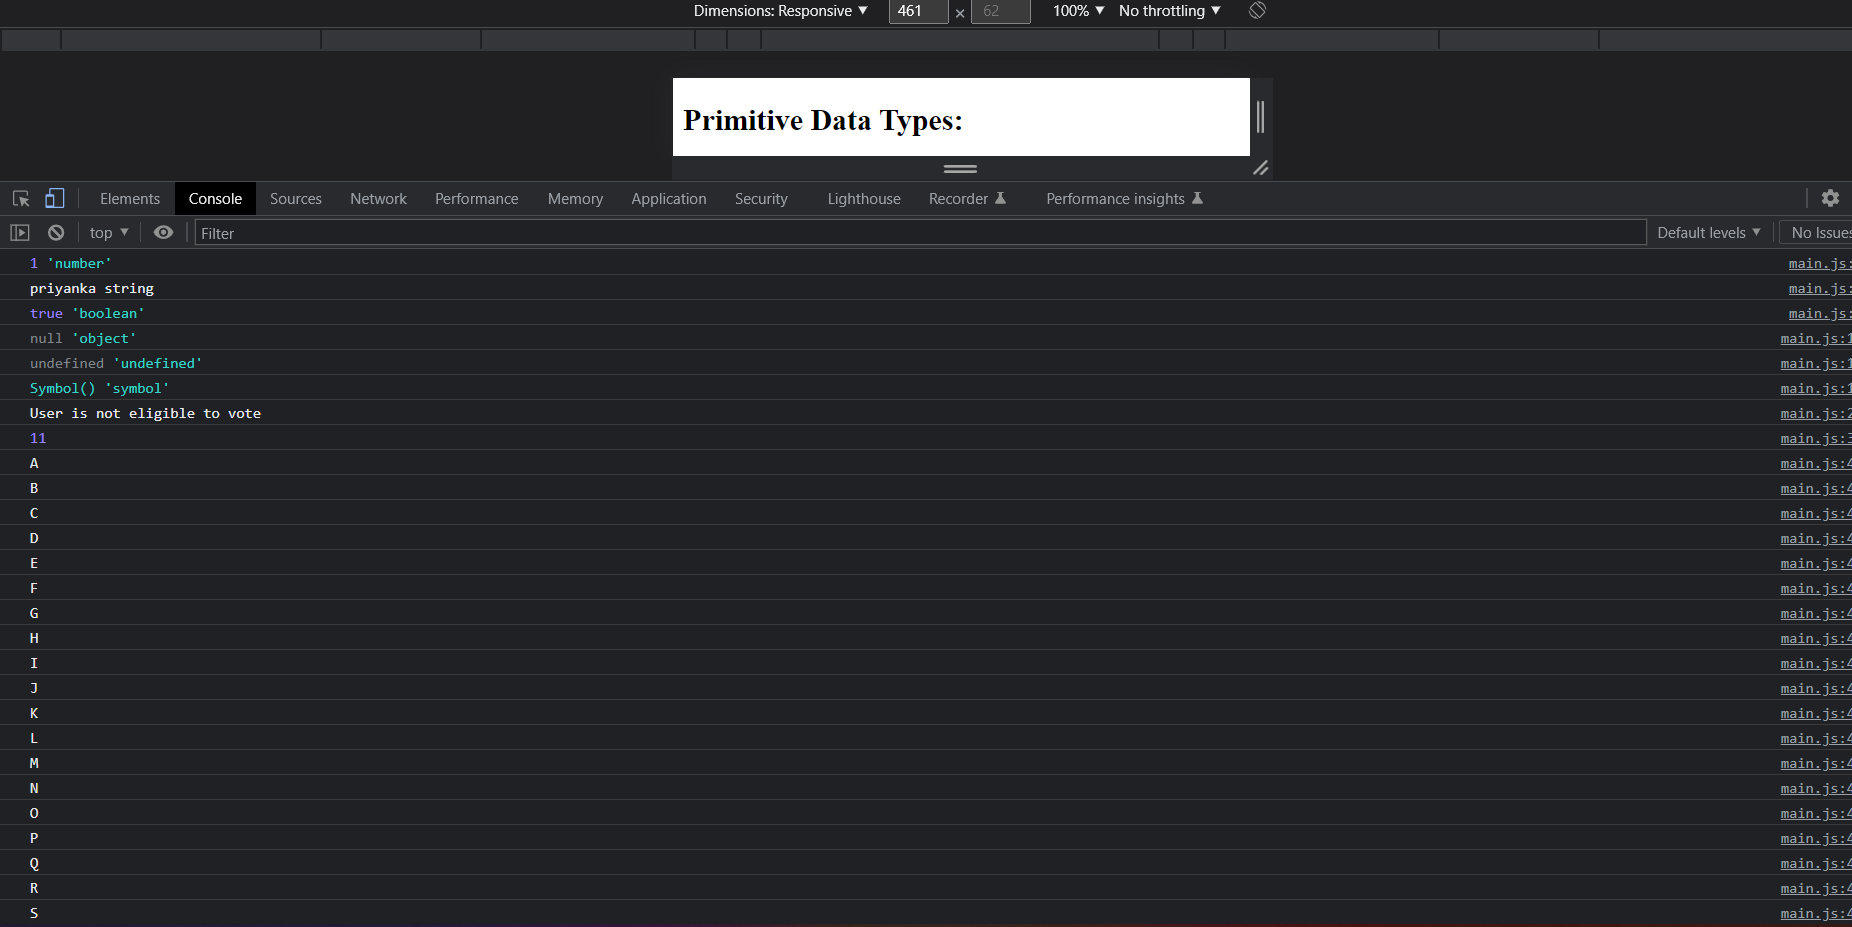 Dimensions: Responsive ▼ 461 × 62 100% ▼ No throttling ▼
Primitive Data Types:
Elements Console Sources Network Performance Memory Application Security Lighthouse Recorder Performance insights
top ▼ Filter Default levels ▼ No Issues
1 'number' main.js:
priyanka string main.js:
true 'boolean' main.js:
null 'object' main.js:1
undefined 'undefined' main.js:1
Symbol() 'symbol' main.js:1
User is not eligible to vote main.js:2
11 main.js:3
A main.js:4
B main.js:4
C main.js:4
D main.js:4
E main.js:4
F main.js:4
G main.js:4
H main.js:4
I main.js:4
J main.js:4
K main.js:4
L main.js:4
M main.js:4
N main.js:4
O main.js:4
P main.js:4
Q main.js:4
R main.js:4
S main.js:4